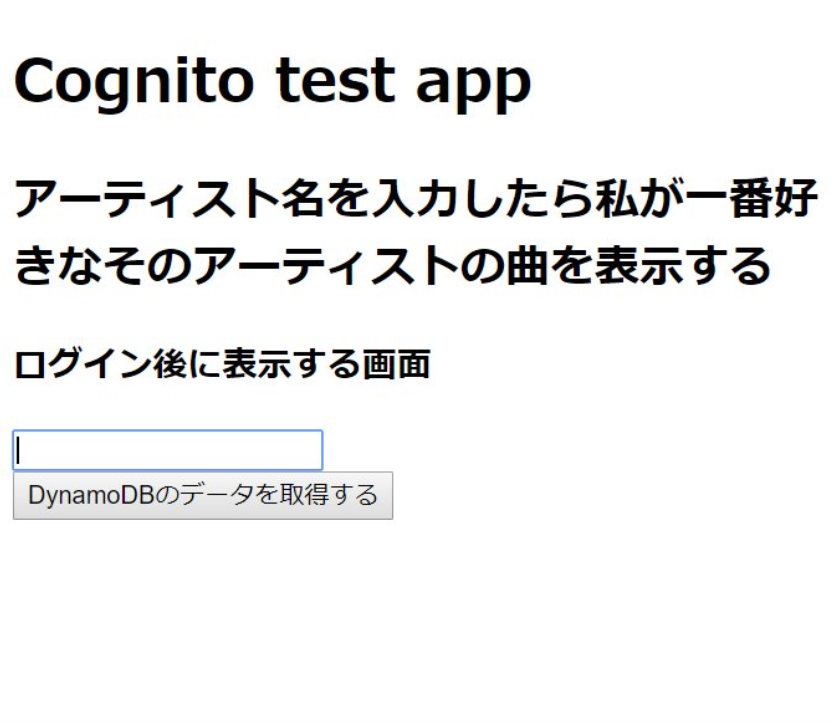 Cognito test app
アーティスト名を入力したら私が一番好
きなそのアーティストの曲を表示する
ログイン後に表示する画面
DynamoDBのデータを取得する